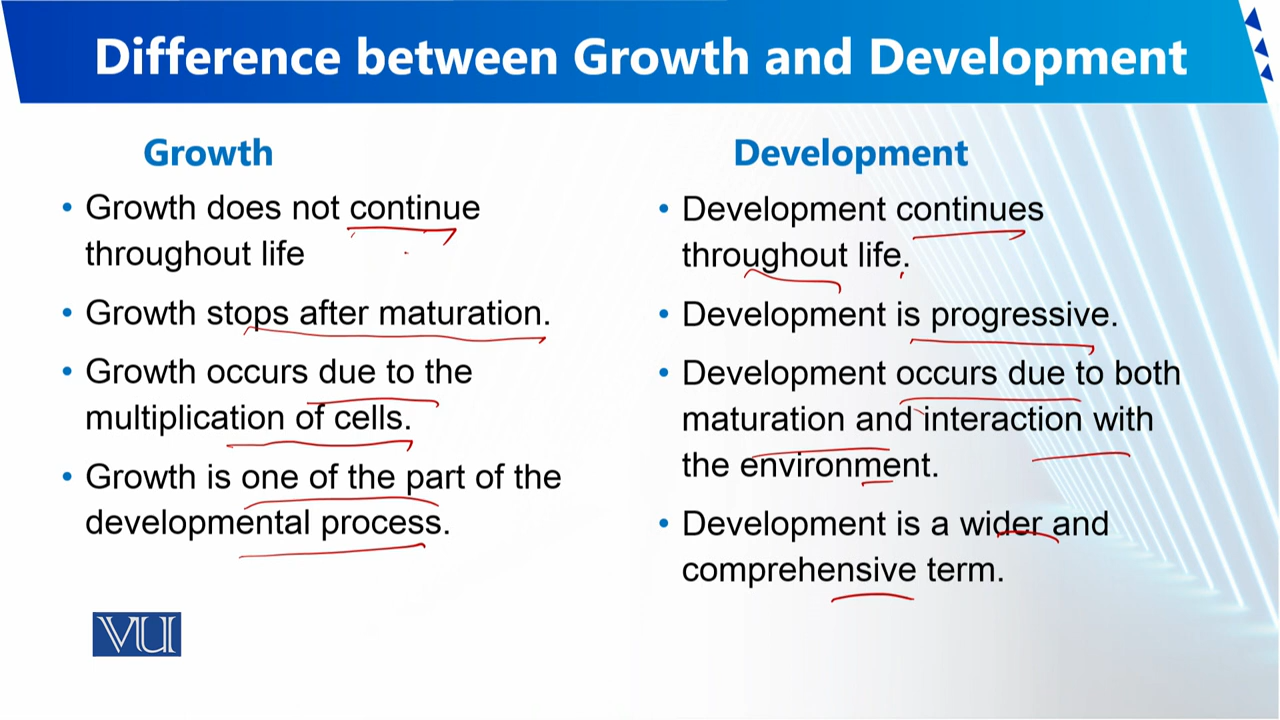 Difference between Growth and Development
Growth
• Growth does not continue
throughout life
• Growth stops after maturation.
• Growth occurs due to the
multiplication of cells.
• Growth is one of the part of the
developmental process.
Development
• Development continues
throughout life.
• Development is progressive.
• Development occurs due to both
maturation and interaction with
the environment.
• Development is a wider and
comprehensive term.
VU